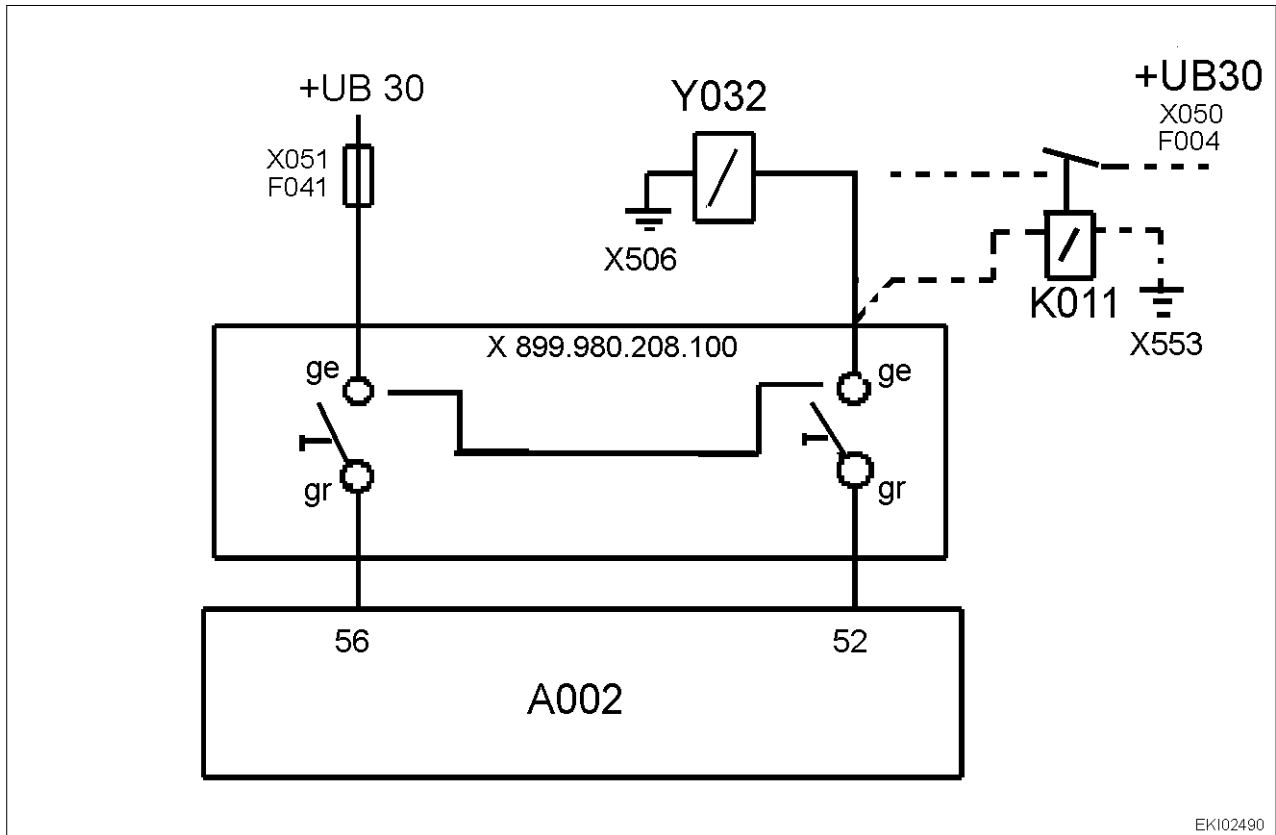 +UB 30
X051
F041
Y032
X506
+UB30
X050
F004
K011
X553
X 899.980.208.100
ge
gr
ge
gr
56
52
A002
EKI02490